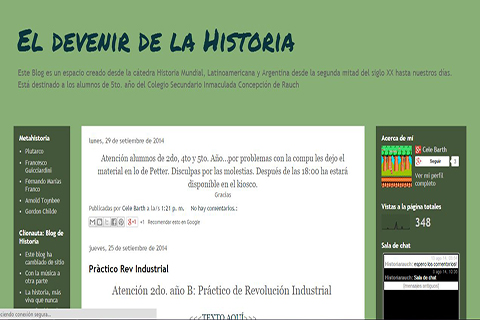 El devenir de la Historia
Este Blog es un espacio creado desde la cátedra Historia Mundial, Latinoamericana y Argentina desde la segunda mitad del siglo XX hasta nuestros días.
Está destinado a los alumnos de 5to. año del Colegio Secundario Inmaculada Concepción de Rauch
Metahistoria
Plutarco
Francesco
Guicciardini
Fernando Marías
Franco
Arnold Toynbee
Gordon Childe
Clionauta: Blog de
Historia
Este blog ha
cambiado de sitio
Con la música a
otra parte
La historia, más
viva que nunca
ciendo conexión segura...
lunes, 29 de setiembre de 2014
Atención alumnos de 2do, 4to y 5to. Año...por problemas con la compu les dejo el
material en lo de Petter. Disculpas por las molestias. Después de las 18:00 ha estará
disponible en el kiosco.
Gracias
Publicadas por Cele Barth a la/s 1:21 p. m. No hay comentarios.:
+1 Recomendar esto en Google
jueves, 25 de setiembre de 2014
Pràctico Rev Industrial
Atención 2do. año B: Práctico de Revolución Industrial
<<<TEXTO AQUÍ>>>
Acerca de mí
Cele Barth
Seguir 3
Ver mi perfil
completo
Vistas a la página totales
348
Sala de chat
Historiarauch: espero los comentarios!
Historiarauch: Sala de chat
[mensajes antiguos]